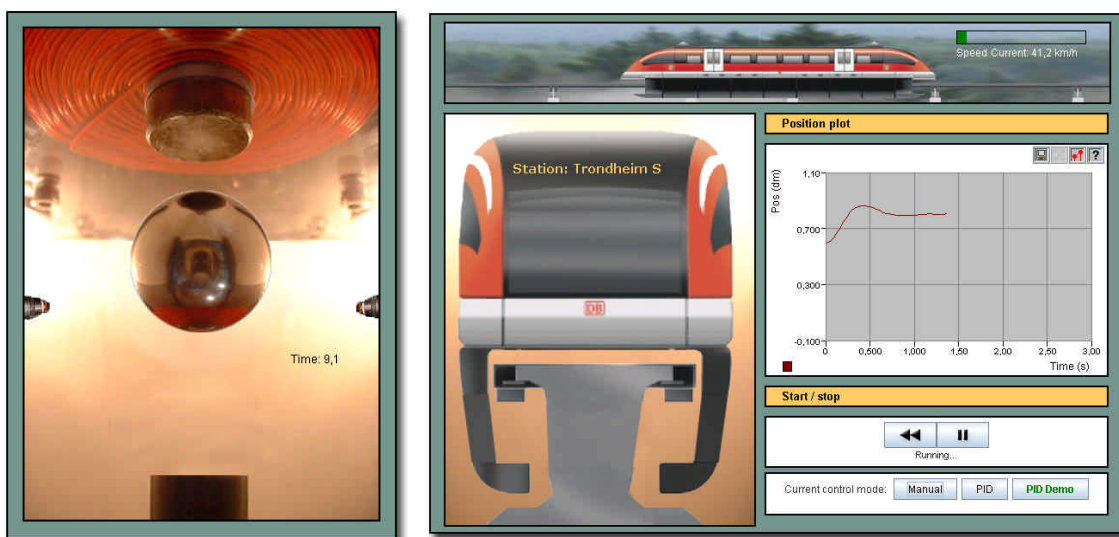 Time: 9,1
Speed Current: 41,2 km/h
Station: Trondheim S
DB
Position plot
?
Pos (dm)
1,10
0,700
0,300
-0,100
0
0,500
1,000
1,50
2,00
2,50
3,00
Time (s)
Start / stop
Running...
Current control mode:
Manual
PID
PID Demo